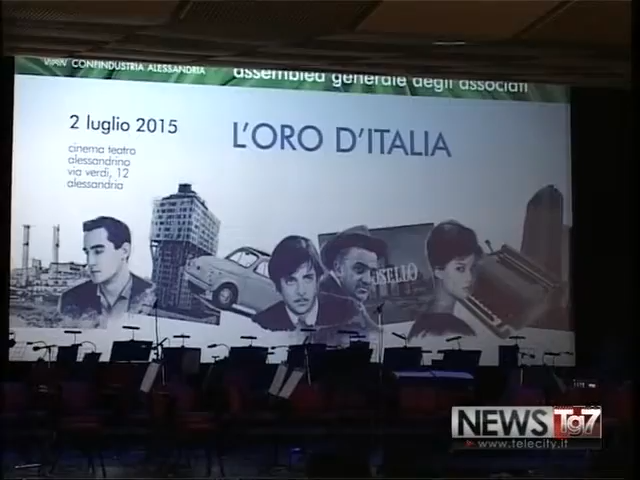 CONFINDUSTRIA ALESSANDRIA
assemblea generale degli associati
2 luglio 2015
L'ORO D'ITALIA
cinema teatro
alessandrino
via verdi, 12
alessandria
NEWS Tg7
www.telecity.it